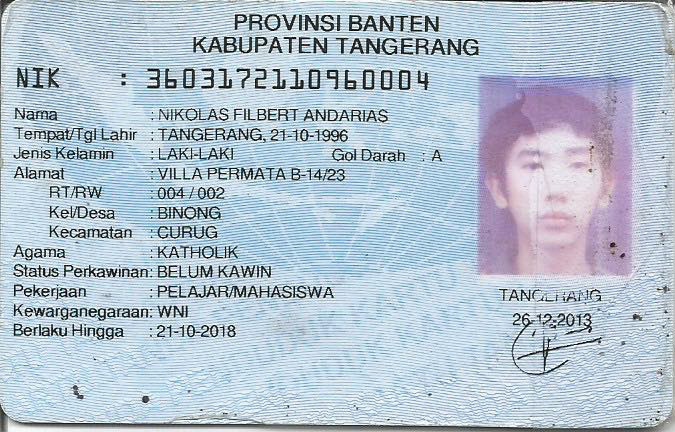 PROVINSI BANTEN
KABUPATEN TANGERANG
NIK : 3603172110960004
Nama : NIKOLAS FILBERT ANDARIAS
Tempat/Tgl Lahir : TANGERANG, 21-10-1996
Jenis Kelamin : LAKI-LAKI Gol Darah : A
Alamat : VILLA PERMATA B-14/23
RT/RW : 004 / 002
Kel/Desa : BINONG
Kecamatan : CURUG
Agama : KATHOLIK
Status Perkawinan: BELUM KAWIN
Pekerjaan : PELAJAR/MAHASISWA
Kewarganegaraan: WNI
Berlaku Hingga : 21-10-2018
TANGERANG
26-12-2013